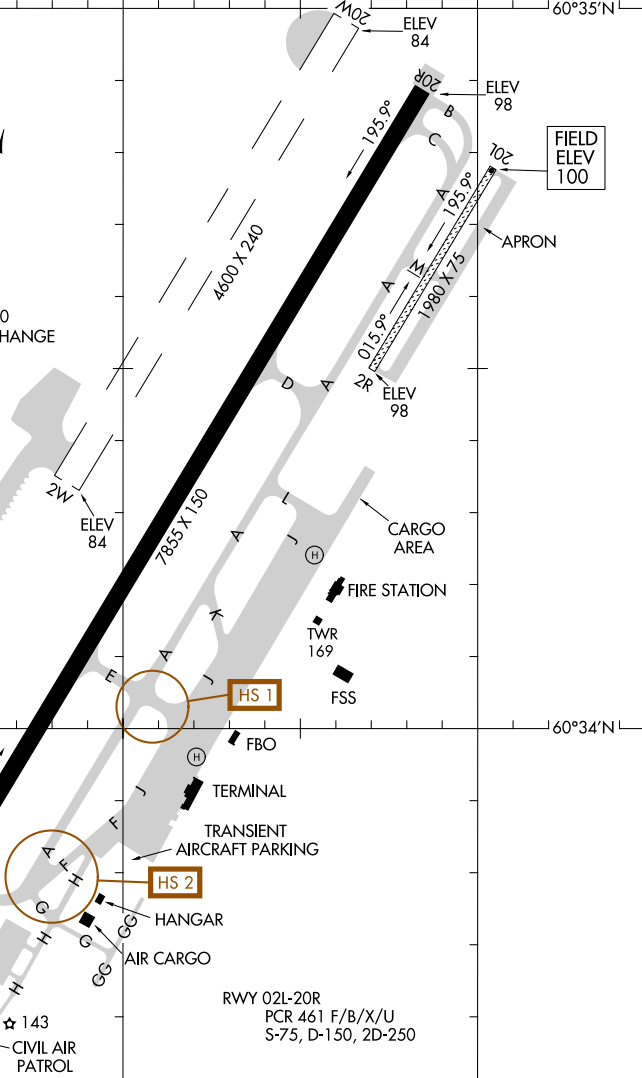 60°35'N
20W
ELEV
84
20R
ELEV
98
B
C
195.9°
20L
FIELD
ELEV
100
A
195.9°
APRON
M
4600 X 240
A
015.9°
1980 X 75
0
HANGE
D
A
2R
ELEV
98
2W
ELEV
84
7855 X 150
L
A
J
CARGO
AREA
H
FIRE STATION
K
TWR
169
A
E
J
FSS
HS 1
60°34'N
FBO
H
J
TERMINAL
F
TRANSIENT
AIRCRAFT PARKING
A
F
H
HS 2
G
HANGAR
H
G
GG
AIR CARGO
GG
H
RWY 02L-20R
PCR 461 F/B/X/U
S-75, D-150, 2D-250
143
CIVIL AIR
PATROL